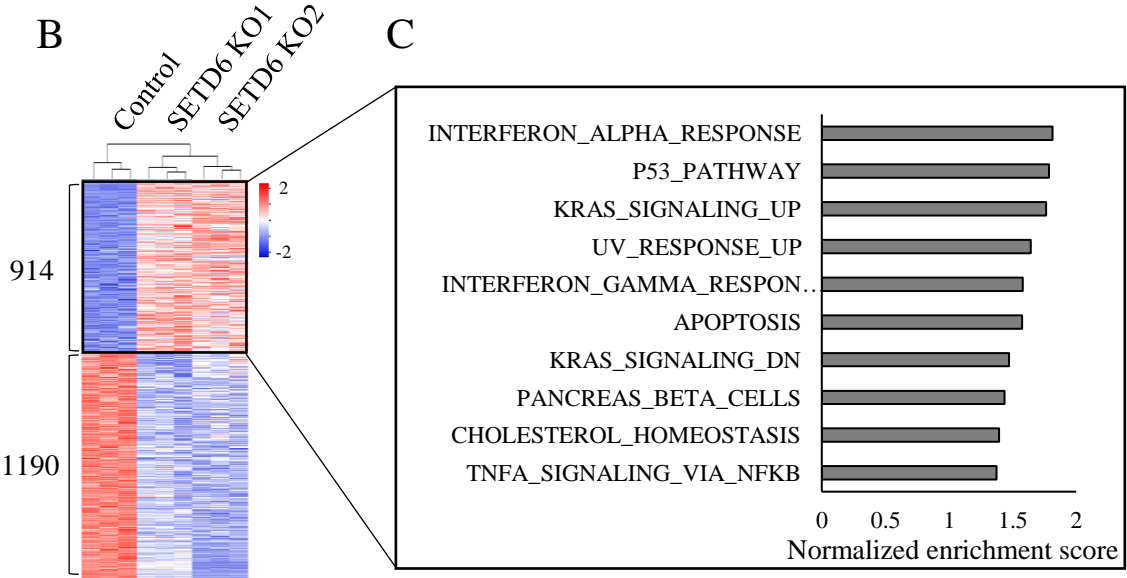 B
C
Control
SETD6 KO1
SETD6 KO2
2
-2
914
1190
INTERFERON_ALPHA_RESPONSE
P53_PATHWAY
KRAS_SIGNALING_UP
UV_RESPONSE_UP
INTERFERON_GAMMA_RESPON…
APOPTOSIS
KRAS_SIGNALING_DN
PANCREAS_BETA_CELLS
CHOLESTEROL_HOMEOSTASIS
TNFA_SIGNALING_VIA_NFKB
0 0.5 1 1.5 2
Normalized enrichment score